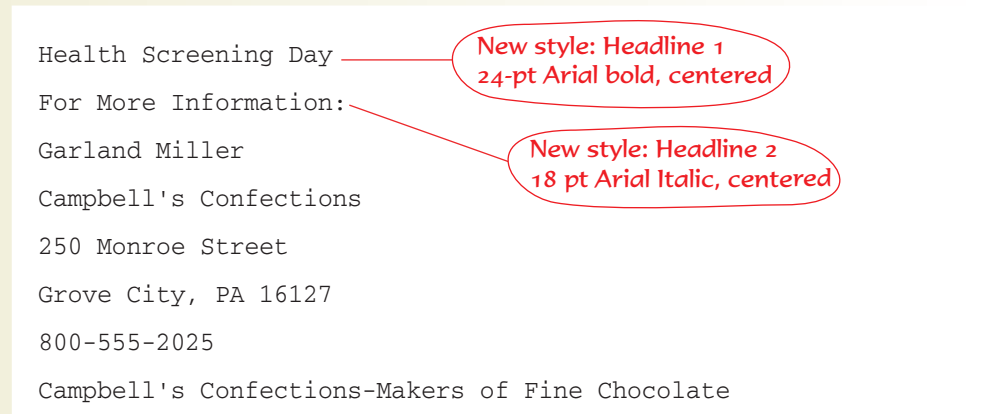 Health Screening Day
New style: Headline 1
24-pt Arial bold, centered
For More Information:
Garland Miller
New style: Headline 2
18 pt Arial Italic, centered
Campbell's Confections
250 Monroe Street
Grove City, PA 16127
800-555-2025
Campbell's Confections-Makers of Fine Chocolate